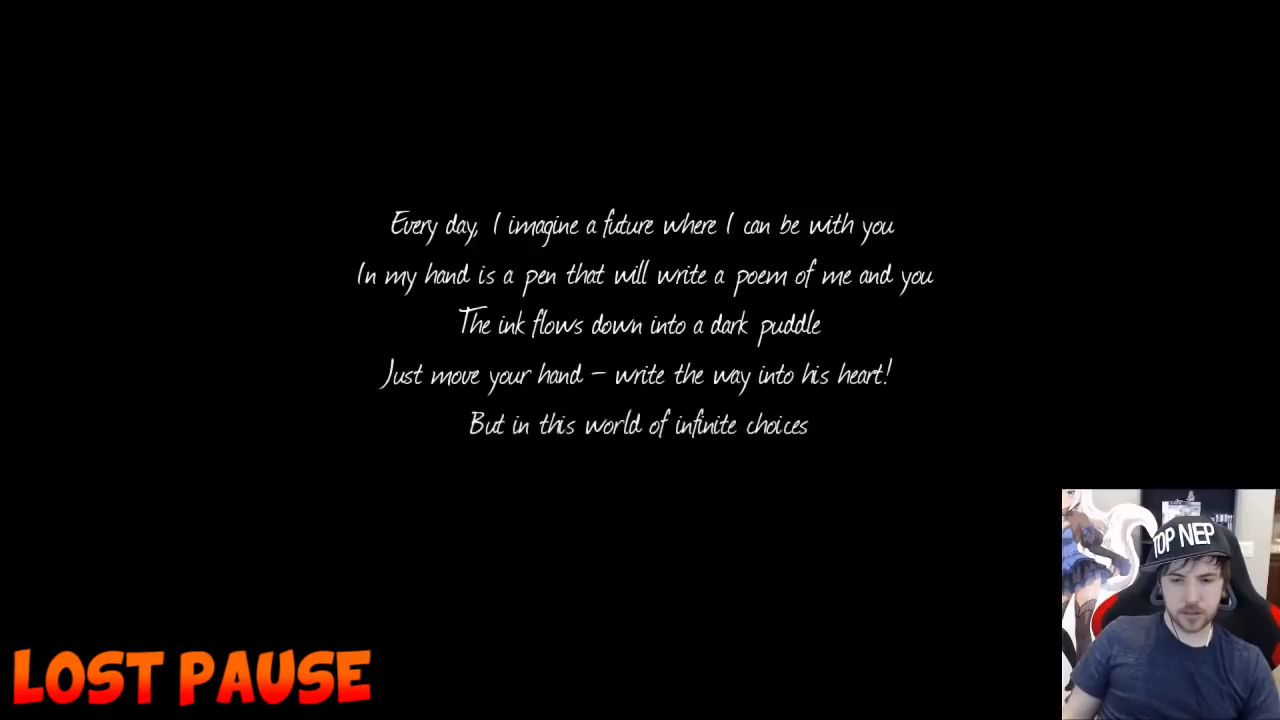 Every day, I imagine a future where I can be with you
In my hand is a pen that will write a poem of me and you
The ink flows down into a dark puddle
Just move your hand – write the way into his heart!
But in this world of infinite choices
TOP NEP
LOST PAUSE